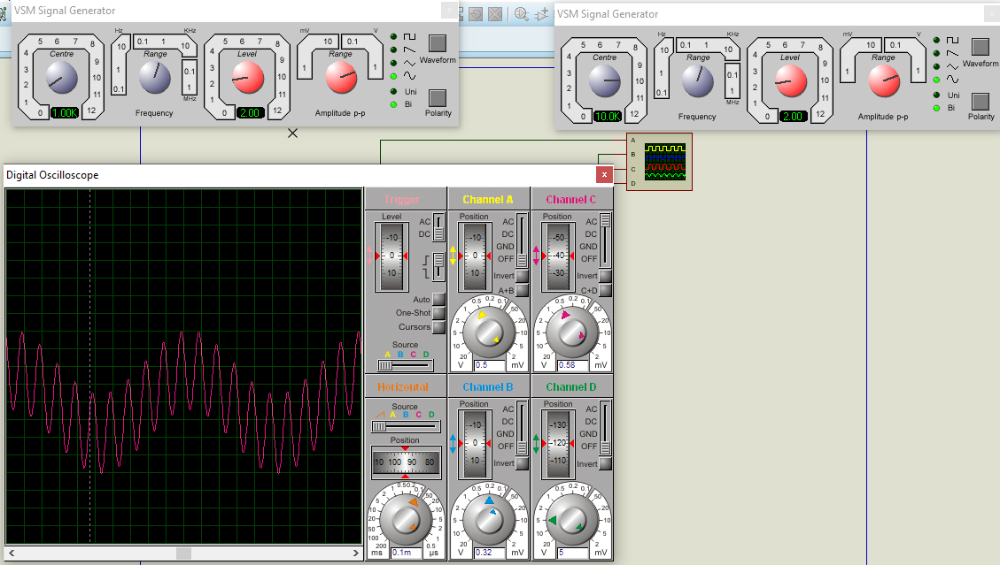 VSM Signal Generator
5 6 7 8
4 9
3 10
2 11
1 12
0
Centre
1.00K
Hz KHz
0.1 1 10
10
1
0.1
0.1
1
MHz
Range
Frequency
5 6 7 8
4 9
3 10
2 11
1 12
0
Level
2.00
mV V
10 0.1
1 1
Range
Amplitude p-p
Waveform
Uni
Bi
Polarity
VSM Signal Generator
5 6 7 8
4 9
3 10
2 11
1 12
0
Centre
10.0K
Hz KHz
0.1 1 10
10
1
0.1
0.1
1
MHz
Range
Frequency
5 6 7 8
4 9
3 10
2 11
1 12
0
Level
2.00
mV V
10 0.1
1 1
Range
Amplitude p-p
Waveform
Uni
Bi
Polarity
A
B
C
D
Digital Oscilloscope
x
Trigger
Level
-10
0
10
AC
DC
Auto
One-Shot
Cursors
Source
A B C D
Channel A
Position
-10
0
10
AC
DC
GND
OFF
Invert
A+B
0.5 0.2 0.1
1 50
2 20
5 10
10 5
20 2
V 0.5 mV
Channel C
Position
-50
-40
-30
AC
DC
GND
OFF
Invert
C+D
0.5 0.2 0.1
1 50
2 20
5 10
10 5
20 2
V 0.58 mV
Horizontal
Source
A B C D
Position
110 100 90 80
1 0.5 0.2 0.1
2 50
5 20
10 10
20 5
50 2
100 1
200 0.5
ms 0.1m µs
Channel B
Position
-10
0
10
AC
DC
GND
OFF
Invert
0.5 0.2 0.1
1 50
2 20
5 10
10 5
20 2
V 0.32 mV
Channel D
Position
-130
-120
-110
AC
DC
GND
OFF
Invert
0.5 0.2 0.1
1 50
2 20
5 10
10 5
20 2
V 5 mV